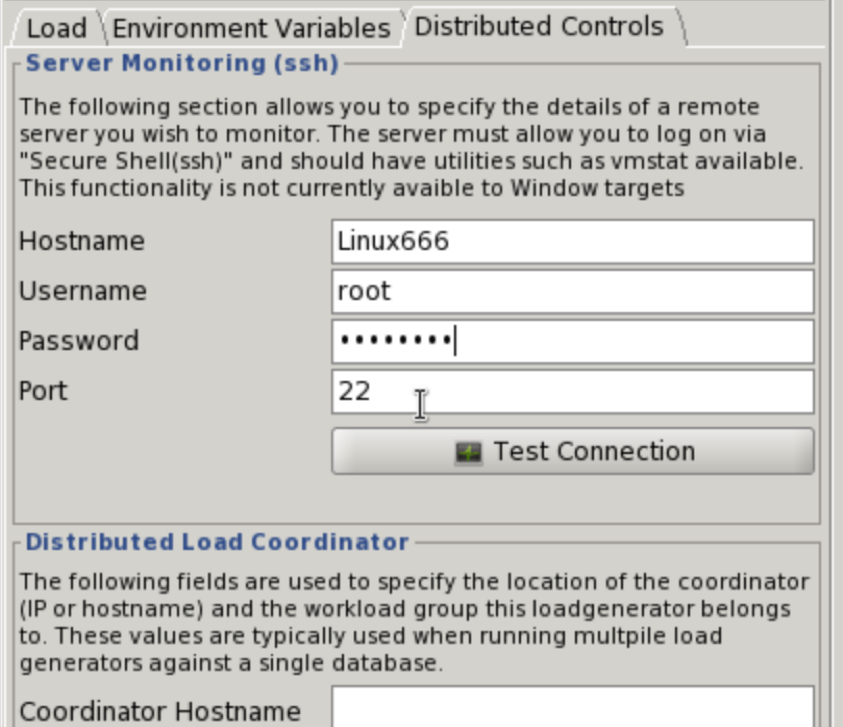 Load Environment Variables Distributed Controls
Server Monitoring (ssh)
The following section allows you to specify the details of a remote
server you wish to monitor. The server must allow you to log on via
"Secure Shell(ssh)" and should have utilities such as vmstat available.
This functionality is not currently avaible to Window targets
Hostname Linux666
Username root
Password ••••••••
Port 22
Test Connection
Distributed Load Coordinator
The following fields are used to specify the location of the coordinator
(IP or hostname) and the workload group this loadgenerator belongs
to. These values are typically used when running multpile load
generators against a single database.
Coordinator Hostname